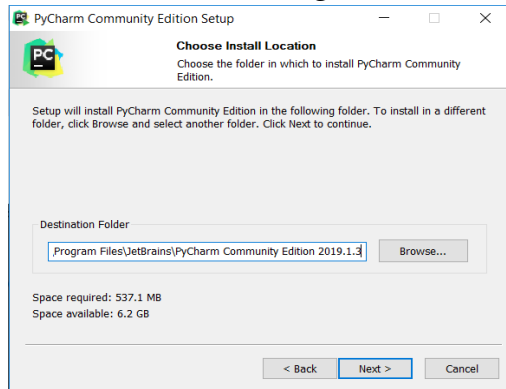 PyCharm Community Edition Setup
PC
Choose Install Location
Choose the folder in which to install PyCharm Community
Edition.
Setup will install PyCharm Community Edition in the following folder. To install in a different
folder, click Browse and select another folder. Click Next to continue.
Destination Folder
Program Files\JetBrains\PyCharm Community Edition 2019.1.3
Browse...
Space required: 537.1 MB
Space available: 6.2 GB
< Back
Next >
Cancel